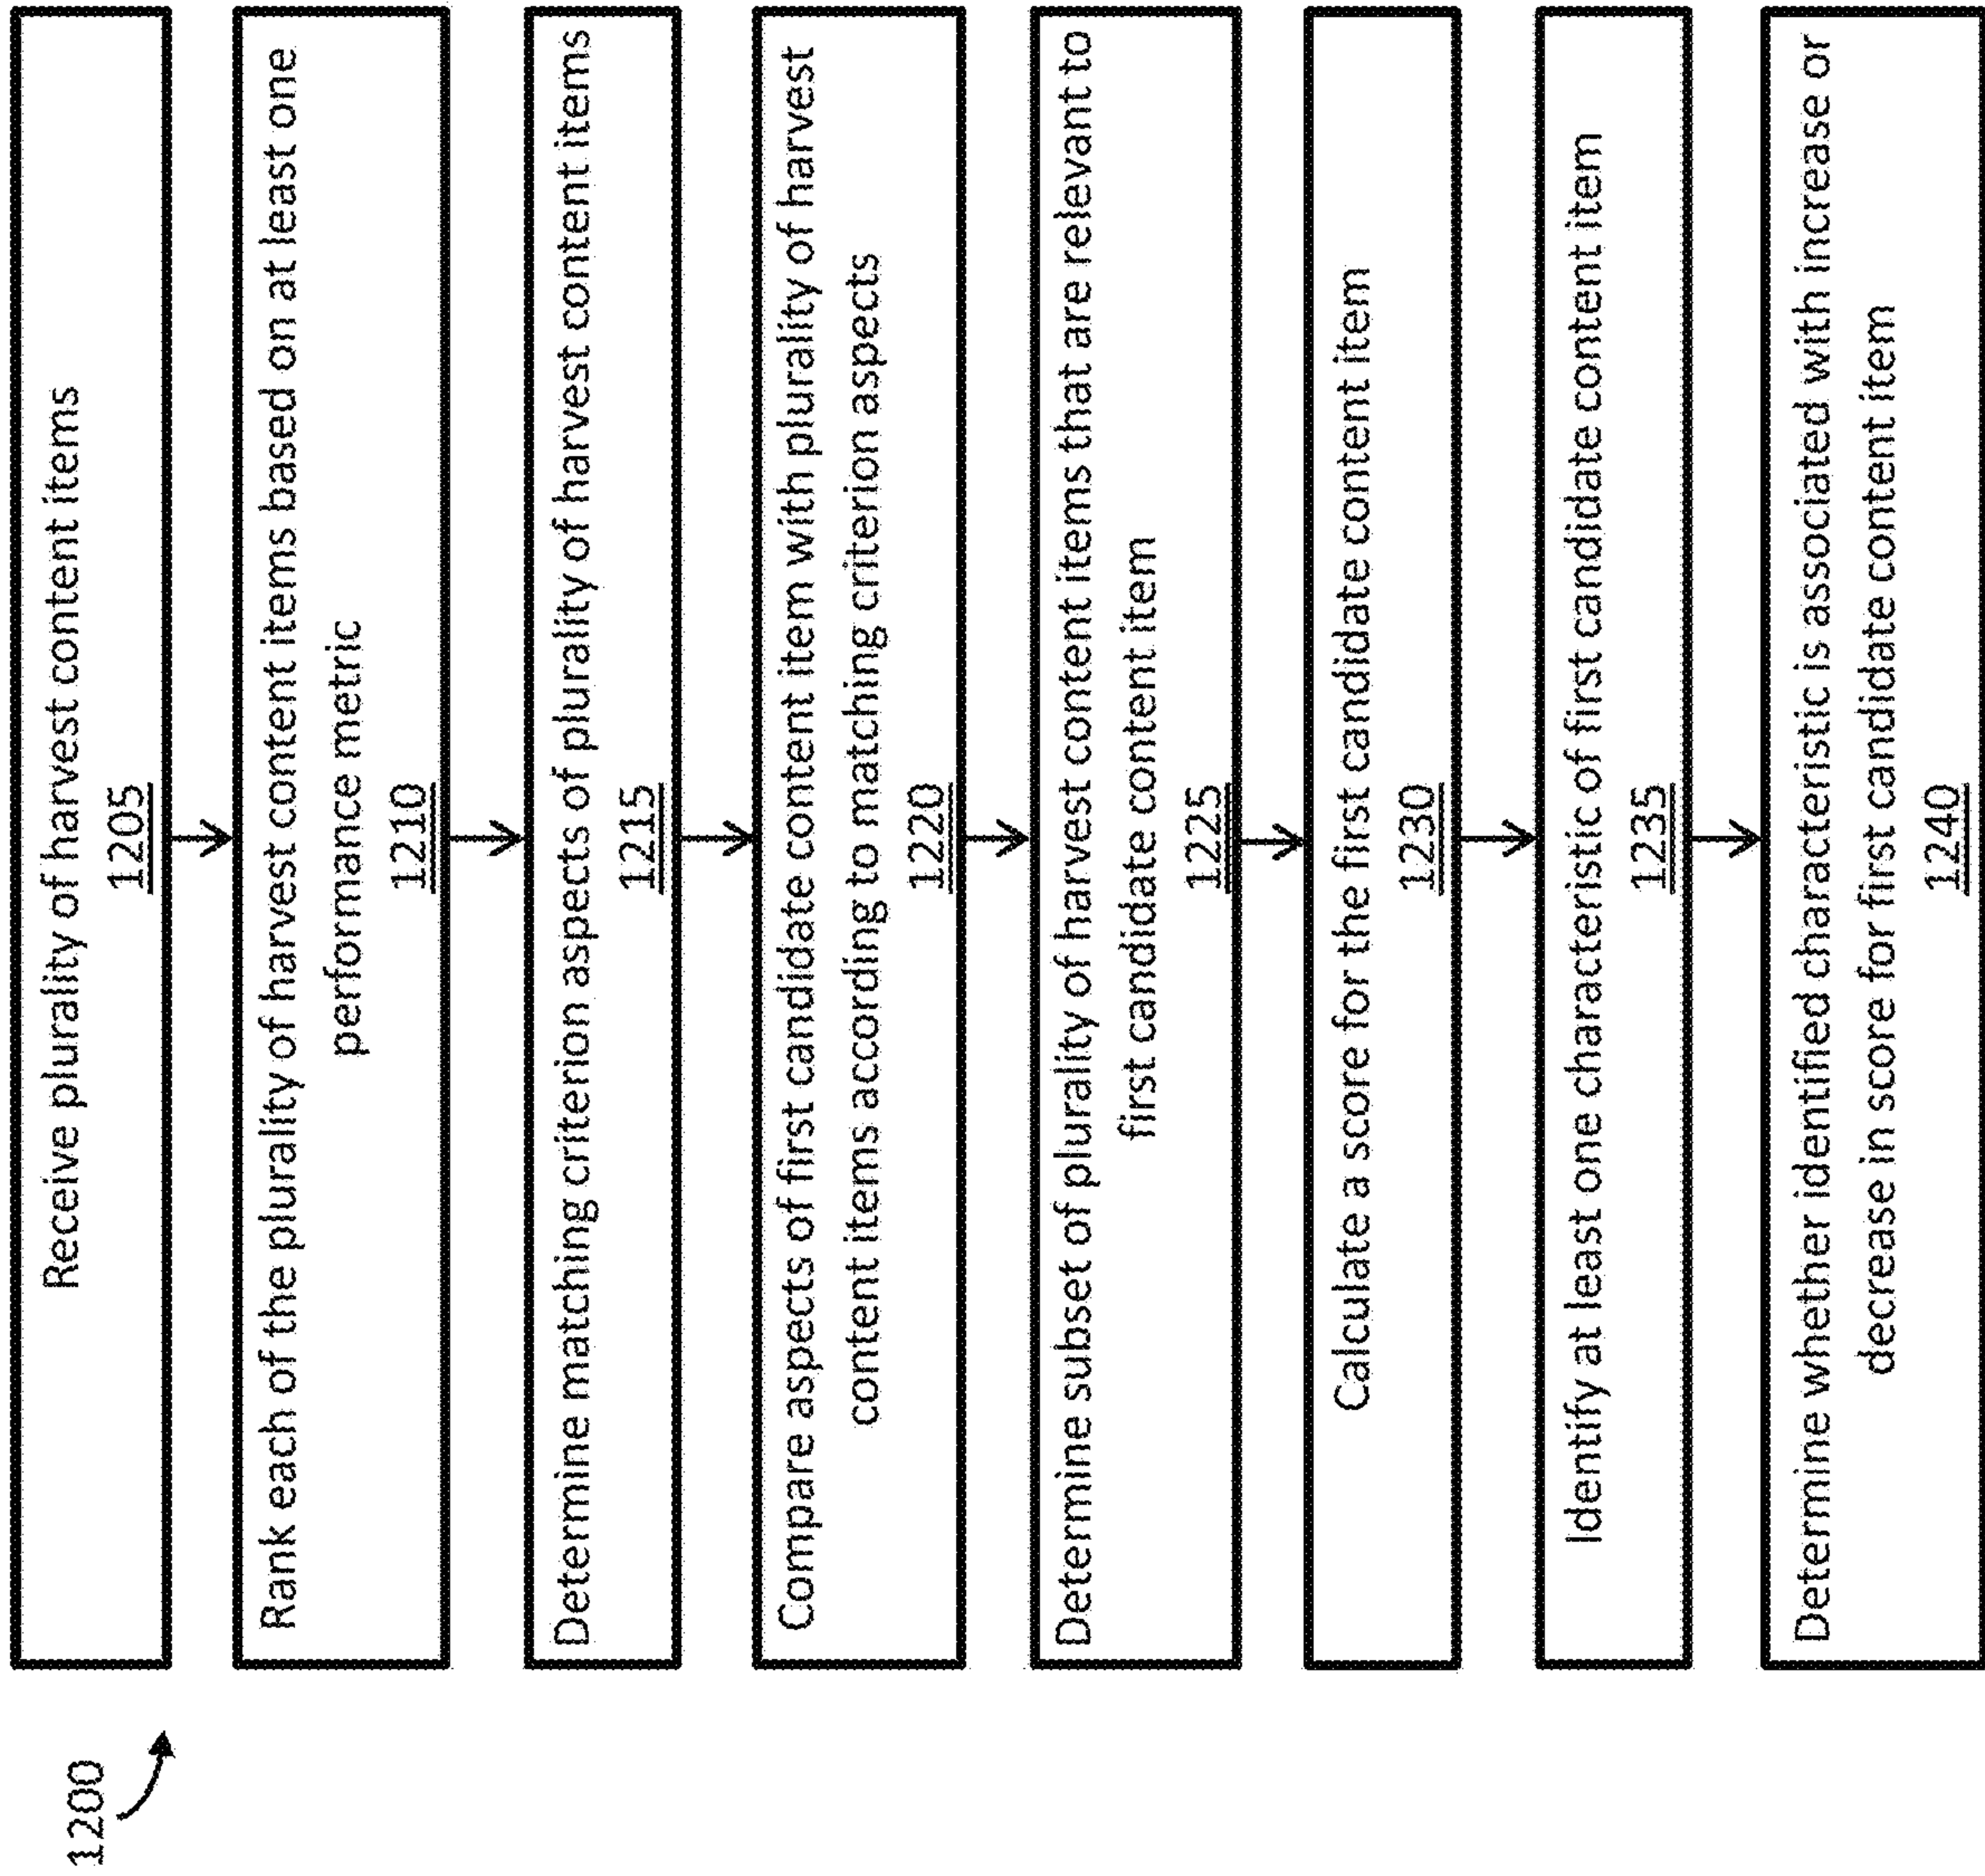 1200
Receive plurality of harvest content items
1205
Rank each of the plurality of harvest content items based on at least one
performance metric
1210
Determine matching criterion aspects of plurality of harvest content items
1215
Compare aspects of first candidate content item with plurality of harvest
content items according to matching criterion aspects
1220
Determine subset of plurality of harvest content items that are relevant to
first candidate content item
1225
Calculate a score for the first candidate content item
1230
Identify at least one characteristic of first candidate content item
1235
Determine whether identified characteristic is associated with increase or
decrease in score for first candidate content item
1240